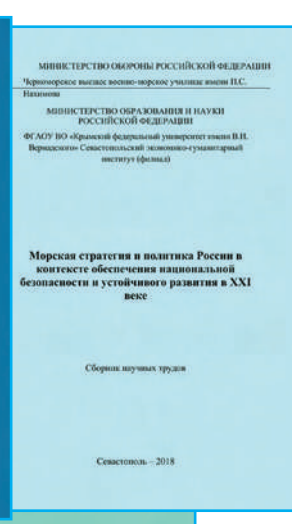 МИНИСТЕРСТВО ОБОРОНЫ РОССИЙСКОЙ ФЕДЕРАЦИИ
Черноморское высшее военно-морское училище имени П.С.
Нахимова
МИНИСТЕРСТВО ОБРАЗОВАНИЯ И НАУКИ
РОССИЙСКОЙ ФЕДЕРАЦИИ
ФГАОУ ВО «Крымский федеральный университет имени В.И.
Вернадского» Севастопольский экономико-гуманитарный
институт (филиал)
Морская стратегия и политика России в
контексте обеспечения национальной
безопасности и устойчивого развития в XXI
веке
Сборник научных трудов
Севастополь – 2018